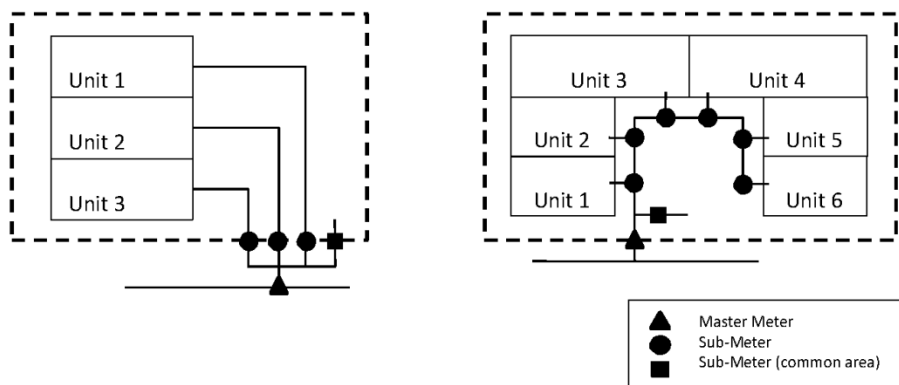 Unit 1
Unit 2
Unit 3
Unit 3
Unit 4
Unit 2
Unit 5
Unit 1
Unit 6
Master Meter
Sub-Meter
Sub-Meter (common area)